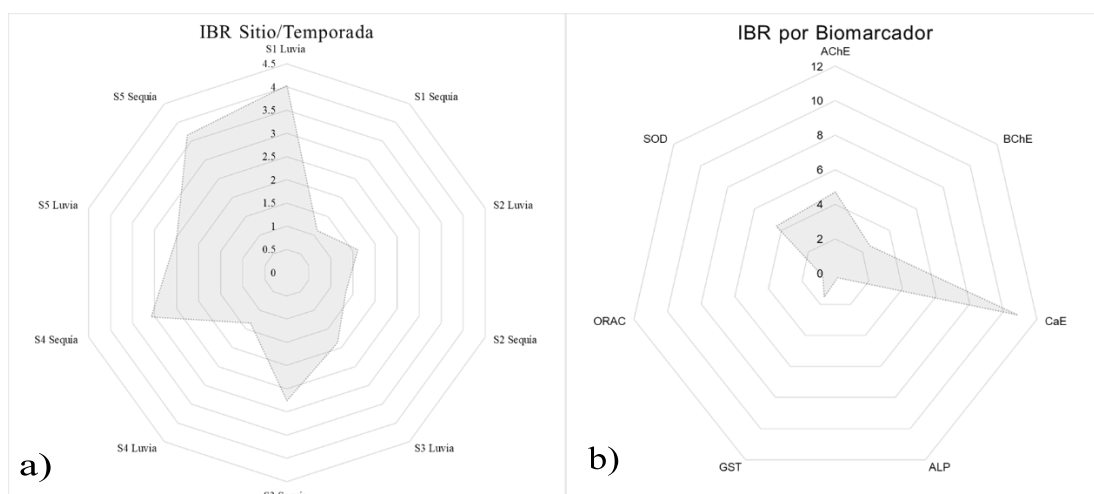 IBR Sitio/Temporada
S1 Luvia
4.5
4
3.5
3
2.5
2
1.5
1
0.5
0
S1 Sequia
S2 Luvia
S2 Sequia
S3 Luvia
S4 Luvia
S4 Sequia
S5 Luvia
S5 Sequia
a)
IBR por Biomarcador
AChE
12
10
8
6
4
2
0
BChE
CaE
ALP
GST
ORAC
SOD
b)